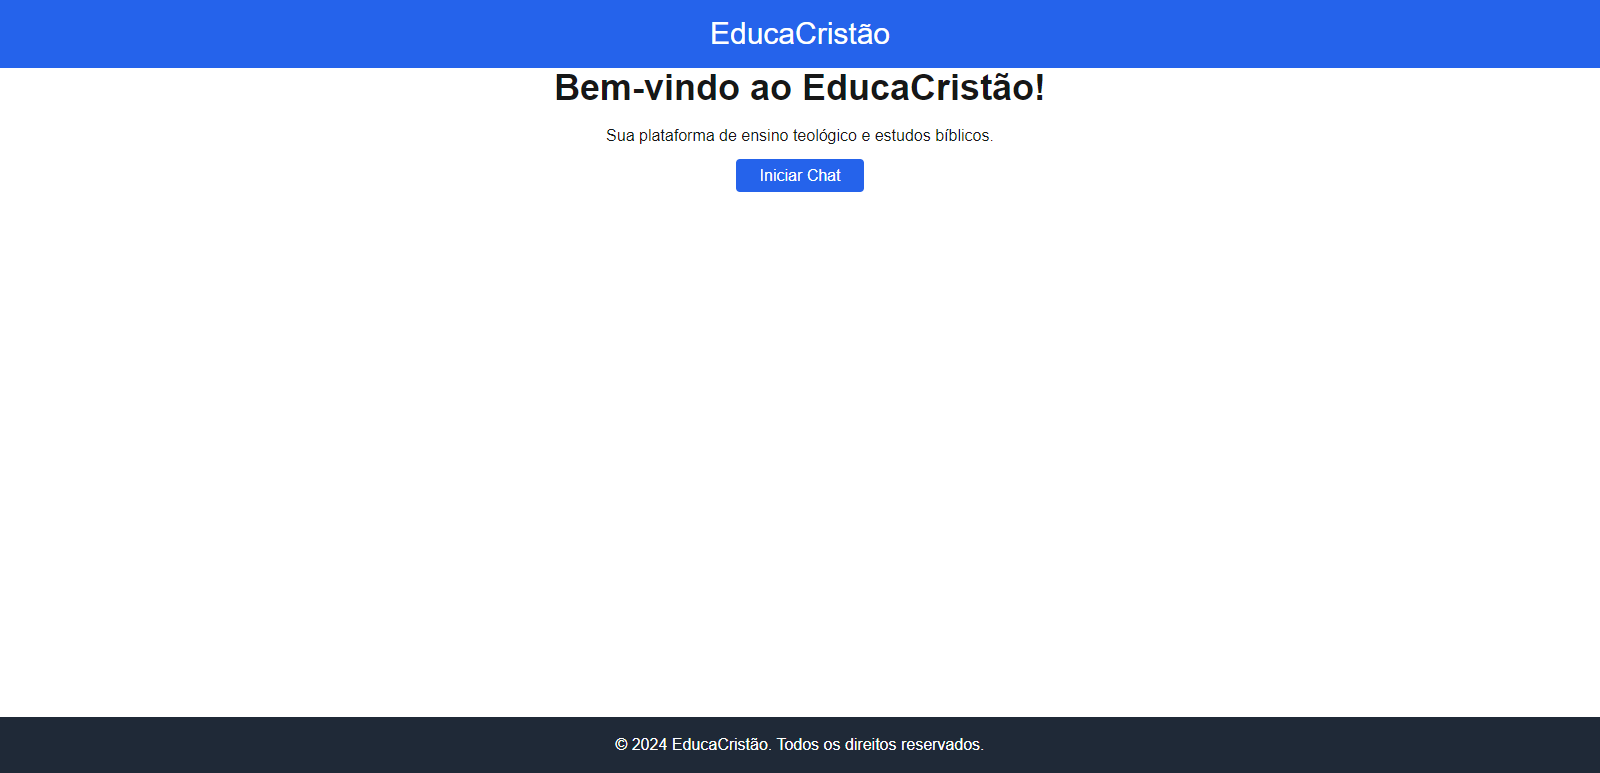 EducaCristão
Bem-vindo ao EducaCristão!
Sua plataforma de ensino teológico e estudos bíblicos.
Iniciar Chat
© 2024 EducaCristão. Todos os direitos reservados.